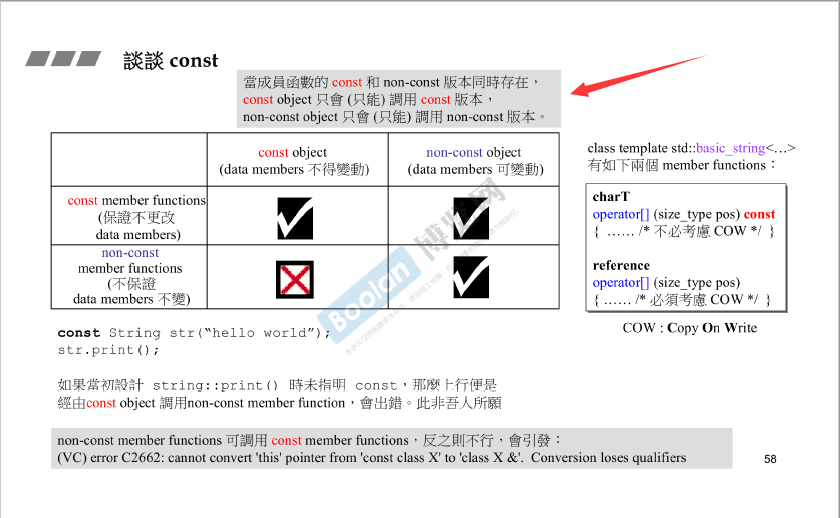 談談 const
當成員函數的 const 和 non-const 版本同時存在，
const object 只會 (只能) 調用 const 版本，
non-const object 只會 (只能) 調用 non-const 版本。
const object
(data members 不得變動)
non-const object
(data members 可變動)
const member functions
(保證不更改
data members)
non-const
member functions
(不保證
data members 不變)
class template std::basic_string<…>
有如下兩個 member functions：
charT
operator[] (size_type pos) const
{ …… /* 不必考慮 COW */ }
reference
operator[] (size_type pos)
{ …… /* 必須考慮 COW */ }
COW : Copy On Write
const String str(“hello world”);
str.print();
如果當初設計 string::print() 時未指明 const，那麼上行便是
經由const object 調用non-const member function，會出錯。此非吾人所願
non-const member functions 可調用 const member functions，反之則不行，會引發：
(VC) error C2662: cannot convert 'this' pointer from 'const class X' to 'class X &'. Conversion loses qualifiers
58
Boolan 博覽网